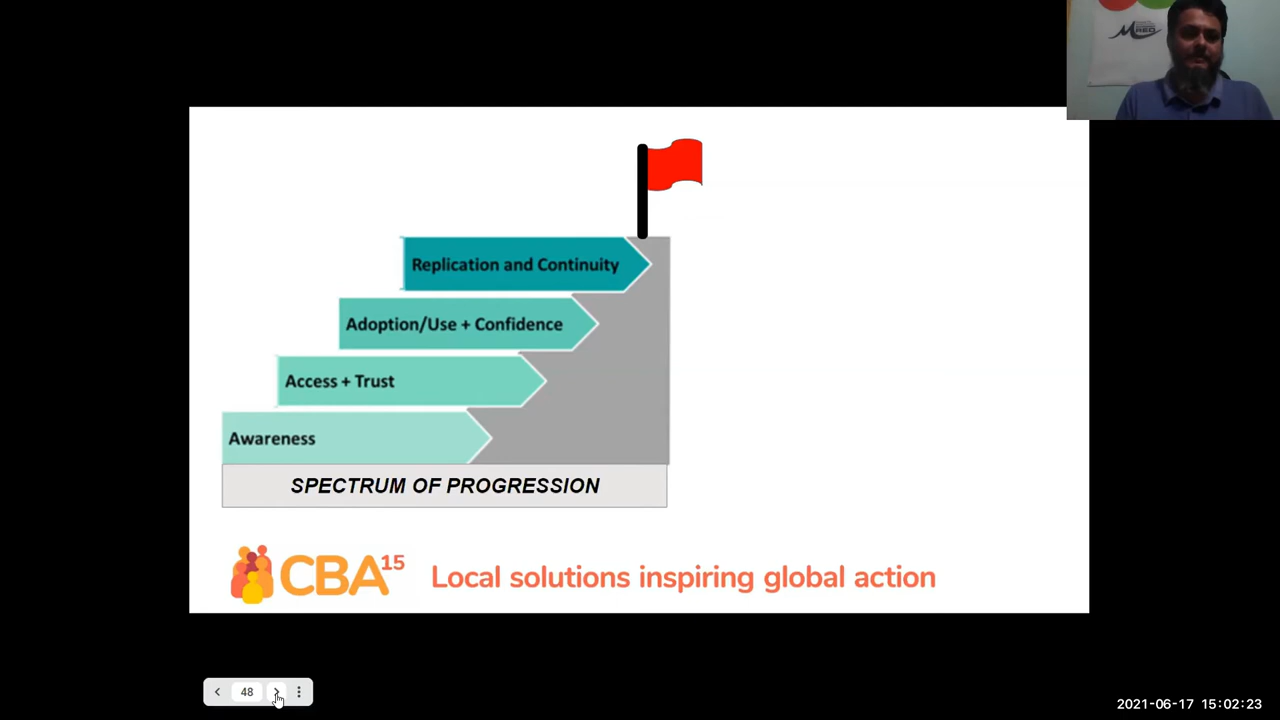 MREQ
Replication and Continuity
Adoption/Use + Confidence
Access + Trust
Awareness
SPECTRUM OF PROGRESSION
CBA15 Local solutions inspiring global action
48
2021-06-17 15:02:23